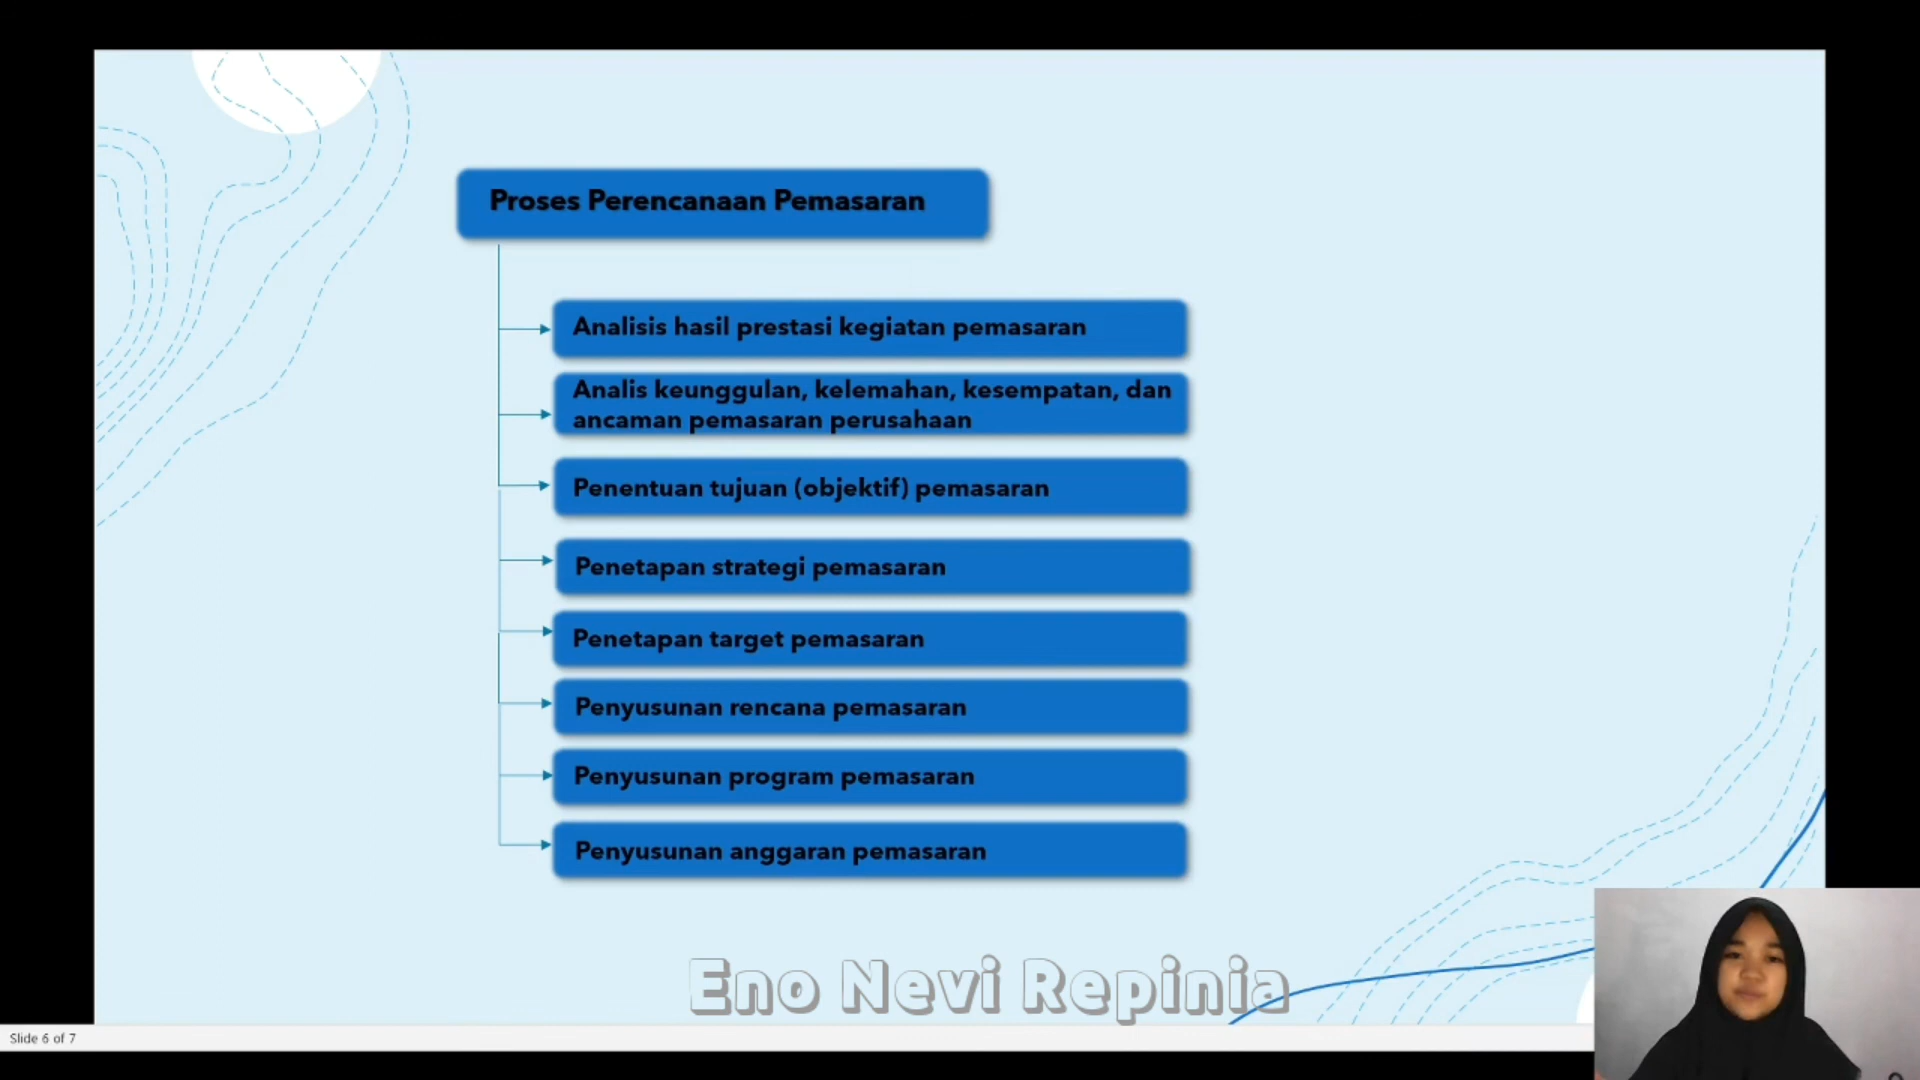 Proses Perencanaan Pemasaran
Analisis hasil prestasi kegiatan pemasaran
Analis keunggulan, kelemahan, kesempatan, dan
ancaman pemasaran perusahaan
Penentuan tujuan (objektif) pemasaran
Penetapan strategi pemasaran
Penetapan target pemasaran
Penyusunan rencana pemasaran
Penyusunan program pemasaran
Penyusunan anggaran pemasaran
Eno Nevi Repinia
Slide 6 of 7